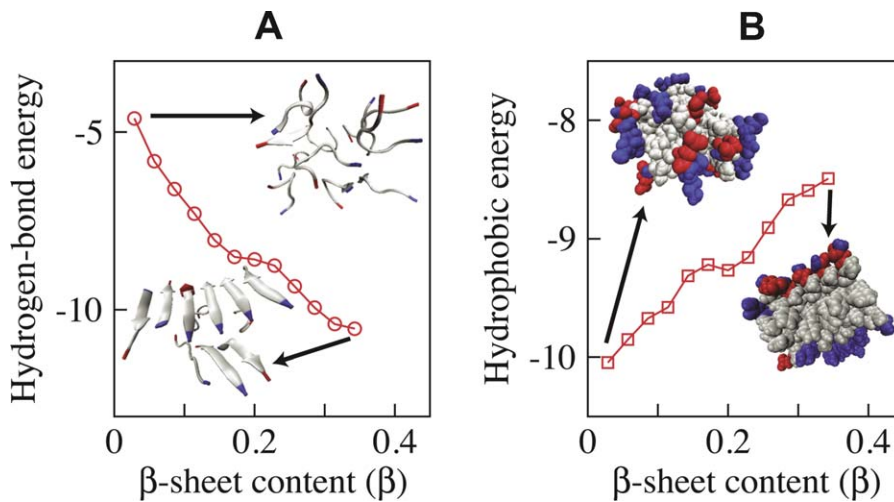 A
B
Hydrogen-bond energy
-5
-10
0
0.2
0.4
β-sheet content (β)
Hydrophobic energy
-8
-9
-10
0
0.2
0.4
β-sheet content (β)